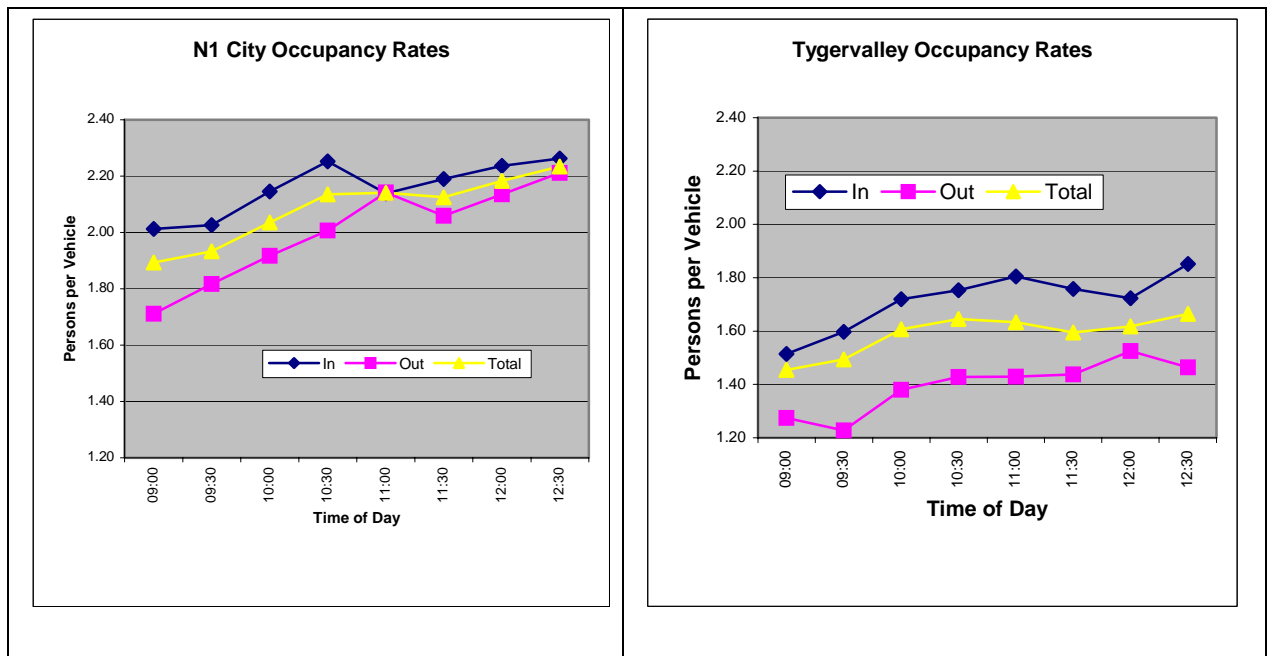 N1 City Occupancy Rates
2.40
2.20
2.00
1.80
1.60
1.40
1.20
Persons per Vehicle
In Out Total
09:00 09:30 10:00 10:30 11:00 11:30 12:00 12:30
Time of Day
Tygervalley Occupancy Rates
2.40
2.20
2.00
1.80
1.60
1.40
1.20
Persons per Vehicle
In Out Total
09:00 09:30 10:00 10:30 11:00 11:30 12:00 12:30
Time of Day